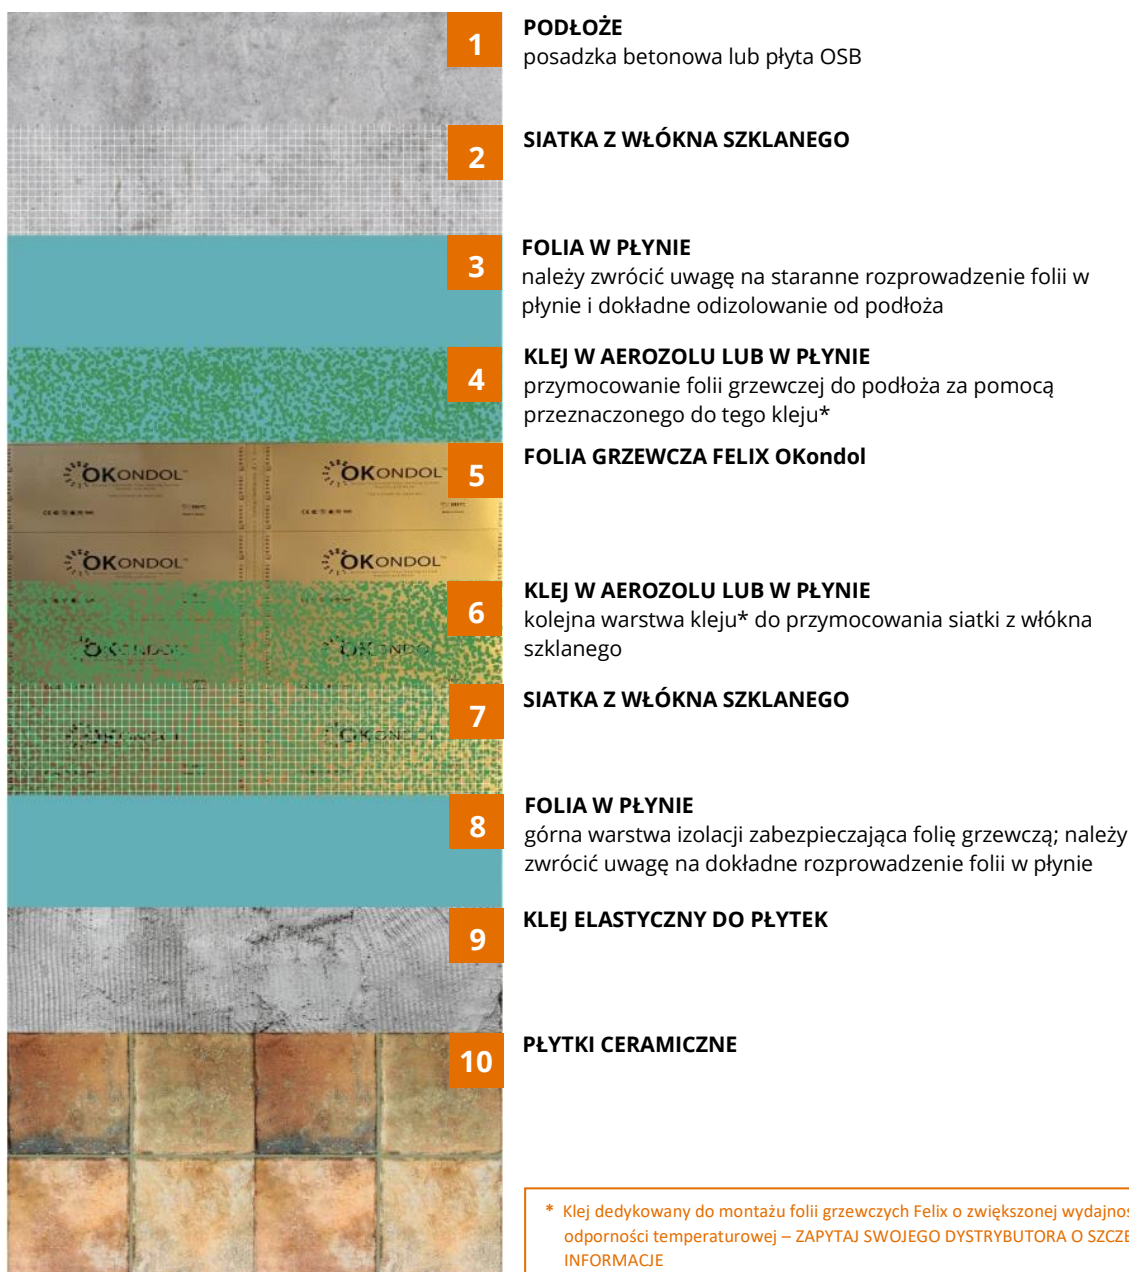 1
PODŁOŻE
posadzka betonowa lub płyta OSB
2
SIATKA Z WŁÓKNA SZKLANEGO
3
FOLIA W PŁYNIE
należy zwrócić uwagę na staranne rozprowadzenie folii w
płynie i dokładne odizolowanie od podłoża
4
KLEJ W AEROZOLU LUB W PŁYNIE
przymocowanie folii grzewczej do podłoża za pomocą
przeznaczonego do tego kleju*
5
FOLIA GRZEWCZA FELIX OKondol
OKONDOL™ OKONDOL™
OKONDOL™ OKONDOL™
6
KLEJ W AEROZOLU LUB W PŁYNIE
kolejna warstwa kleju* do przymocowania siatki z włókna
szklanego
7
SIATKA Z WŁÓKNA SZKLANEGO
8
FOLIA W PŁYNIE
górna warstwa izolacji zabezpieczająca folię grzewczą; należy
zwrócić uwagę na dokładne rozprowadzenie folii w płynie
9
KLEJ ELASTYCZNY DO PŁYTEK
10
PŁYTKI CERAMICZNE
* Klej dedykowany do montażu folii grzewczych Felix o zwiększonej
odporności temperaturowej – ZAPYTAJ SWOJEGO DYSTRYBUTORA O
INFORMACJE